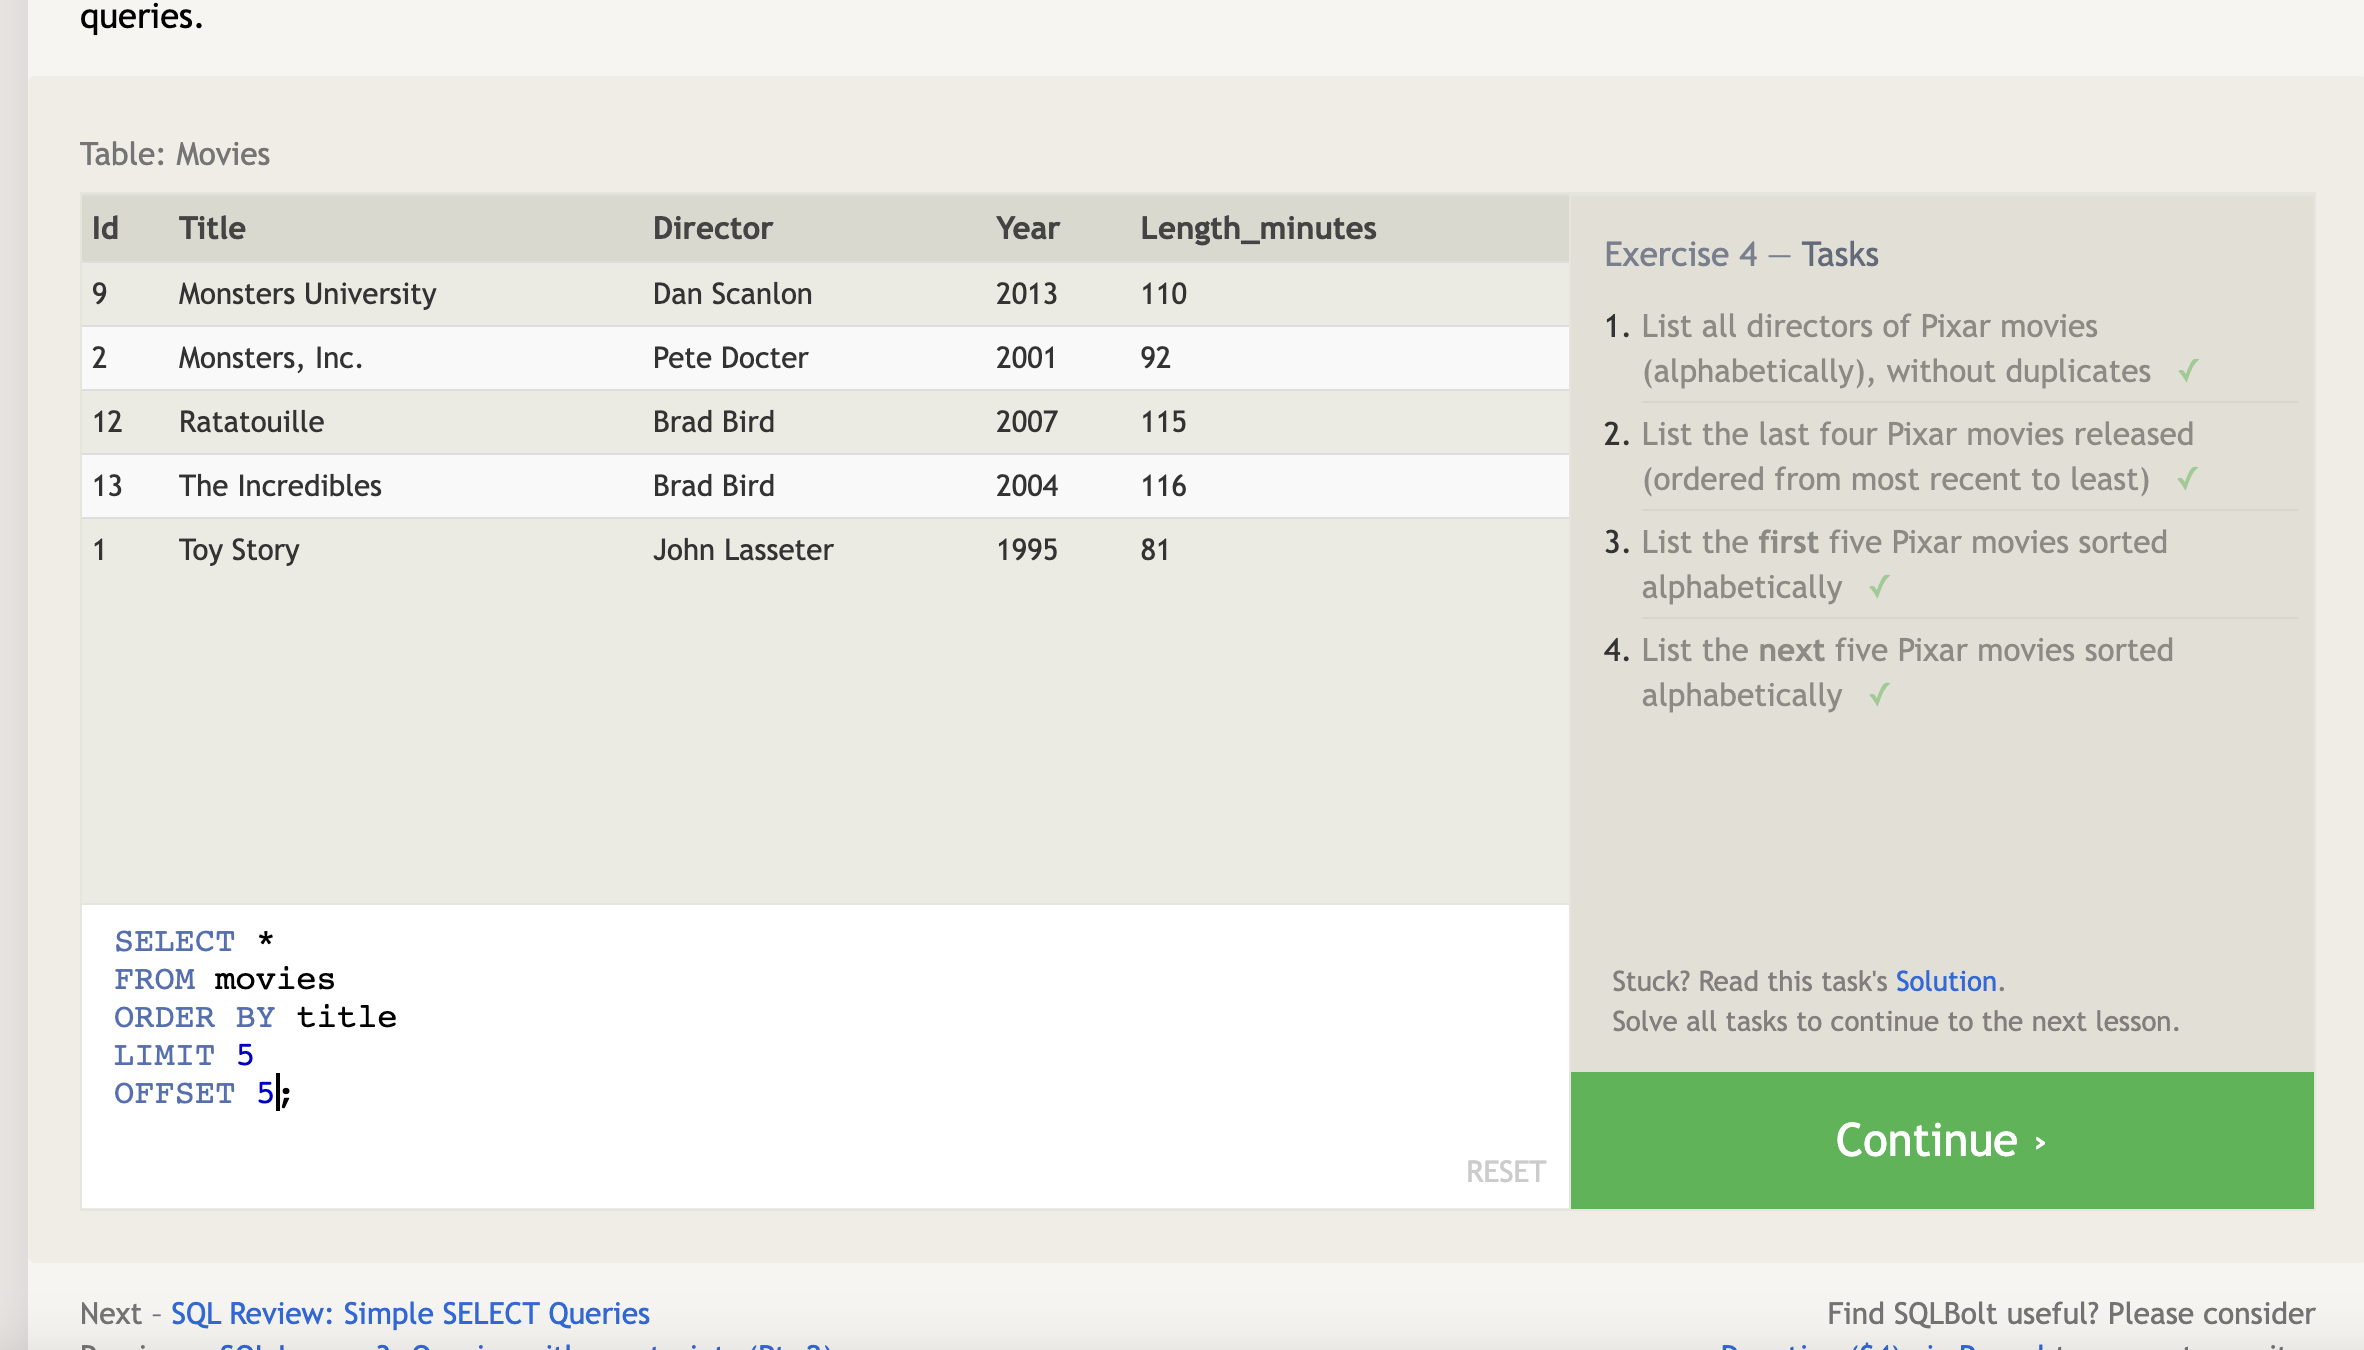 queries.
Table: Movies
Id Title Director Year Length_minutes
9 Monsters University Dan Scanlon 2013 110
2 Monsters, Inc. Pete Docter 2001 92
12 Ratatouille Brad Bird 2007 115
13 The Incredibles Brad Bird 2004 116
1 Toy Story John Lasseter 1995 81
SELECT *
FROM movies
ORDER BY title
LIMIT 5
OFFSET 5;
RESET
Exercise 4 — Tasks
1. List all directors of Pixar movies
(alphabetically), without duplicates ✓
2. List the last four Pixar movies released
(ordered from most recent to least) ✓
3. List the first five Pixar movies sorted
alphabetically ✓
4. List the next five Pixar movies sorted
alphabetically ✓
Stuck? Read this task's Solution.
Solve all tasks to continue to the next lesson.
Continue ›
Next – SQL Review: Simple SELECT Queries
Find SQLBolt useful? Please consider